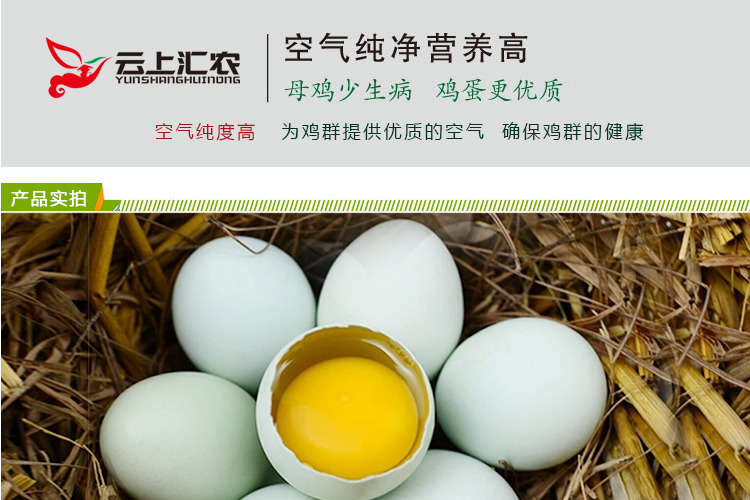 云上汇农
YUNSHANGHUINONG
空气纯净营养高
母鸡少生病 鸡蛋更优质
空气纯度高 为鸡群提供优质的空气 确保鸡群的健康
产品实拍